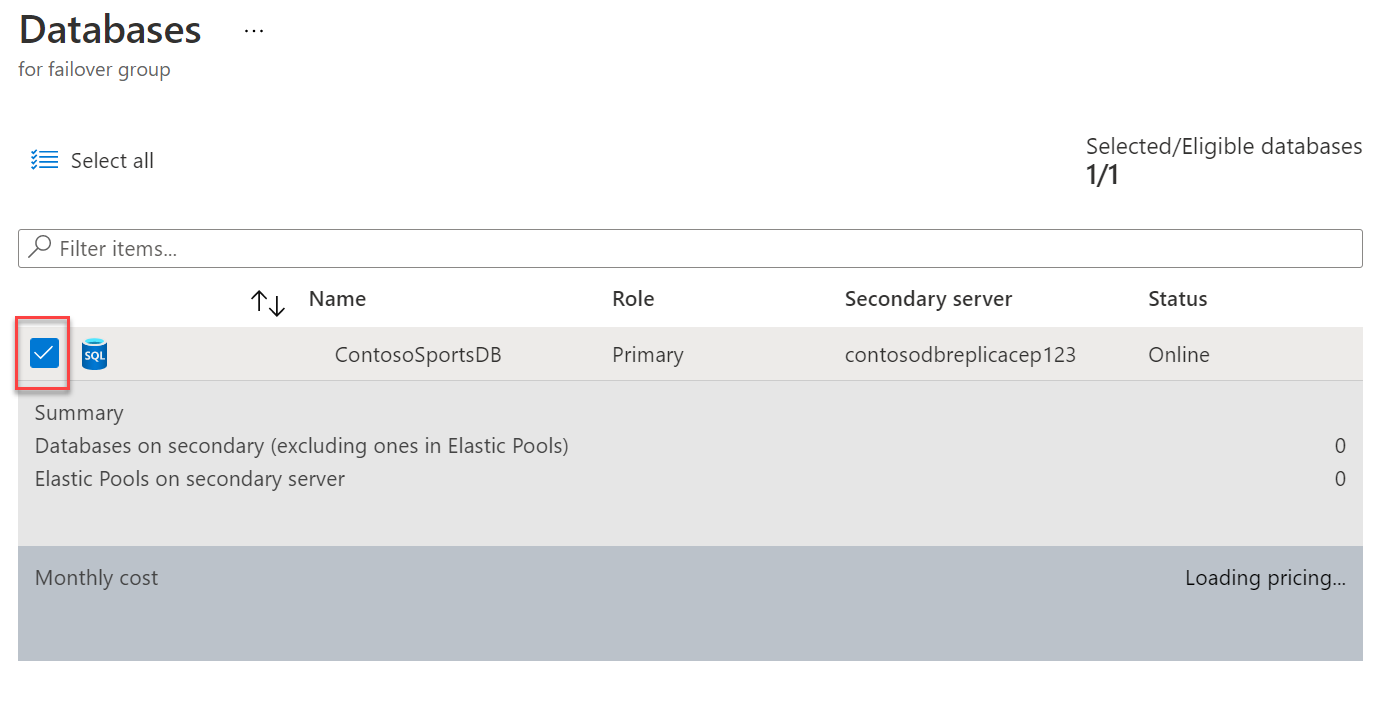 Databases ...
for failover group
Select all
Selected/Eligible databases
1/1
Filter items...
Name Role Secondary server Status
SQL ContosoSportsDB Primary contosodbreplicacep123 Online
Summary
Databases on secondary (excluding ones in Elastic Pools) 0
Elastic Pools on secondary server 0
Monthly cost Loading pricing...